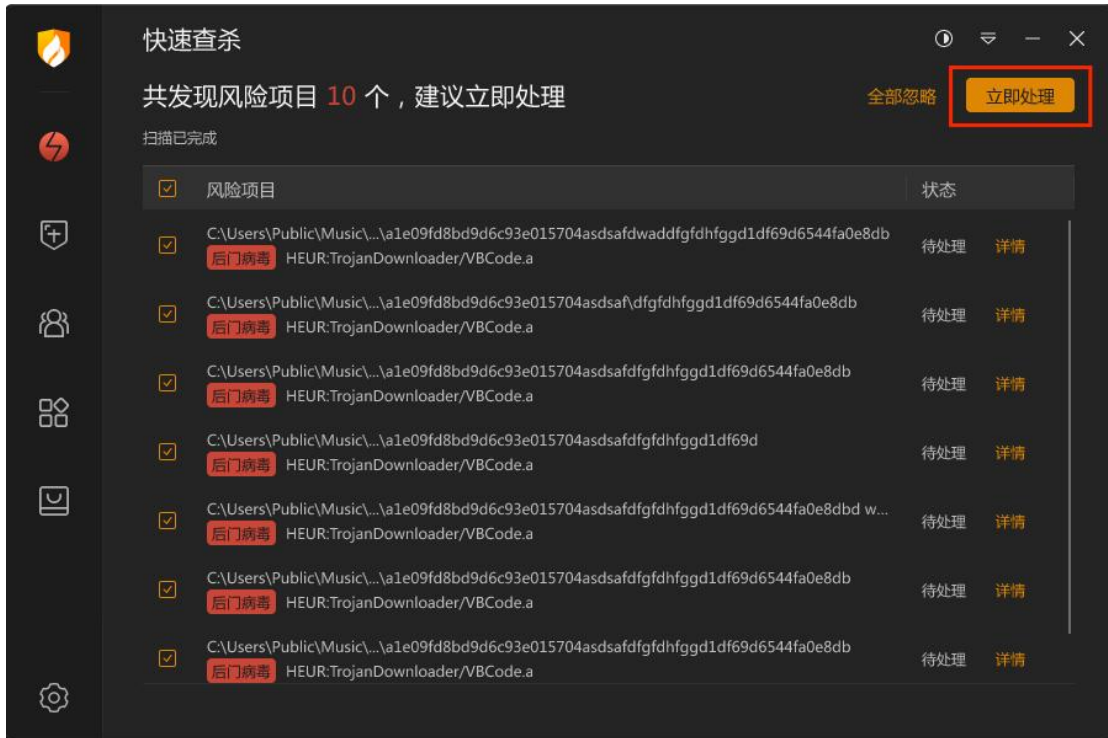 快速查杀
共发现风险项目 10 个，建议立即处理
全部忽略
立即处理
扫描已完成
风险项目
状态
C:\Users\Public\Music\...\a1e09fd8bd9d6c93e015704asdsafdwaddfgfdhfggd1df69d6544fa0e8db
后门病毒 HEUR:TrojanDownloader/VBCode.a
待处理
详情
C:\Users\Public\Music\...\a1e09fd8bd9d6c93e015704asdsaf\dfgfdhfggd1df69d6544fa0e8db
后门病毒 HEUR:TrojanDownloader/VBCode.a
待处理
详情
C:\Users\Public\Music\...\a1e09fd8bd9d6c93e015704asdsafdfgfdhfggd1df69d6544fa0e8db
后门病毒 HEUR:TrojanDownloader/VBCode.a
待处理
详情
C:\Users\Public\Music\...\a1e09fd8bd9d6c93e015704asdsafdfgfdhfggd1df69d
后门病毒 HEUR:TrojanDownloader/VBCode.a
待处理
详情
C:\Users\Public\Music\...\a1e09fd8bd9d6c93e015704asdsafdfgfdhfggd1df69d6544fa0e8dbd w...
后门病毒 HEUR:TrojanDownloader/VBCode.a
待处理
详情
C:\Users\Public\Music\...\a1e09fd8bd9d6c93e015704asdsafdfgfdhfggd1df69d6544fa0e8db
后门病毒 HEUR:TrojanDownloader/VBCode.a
待处理
详情
C:\Users\Public\Music\...\a1e09fd8bd9d6c93e015704asdsafdfgfdhfggd1df69d6544fa0e8db
后门病毒 HEUR:TrojanDownloader/VBCode.a
待处理
详情